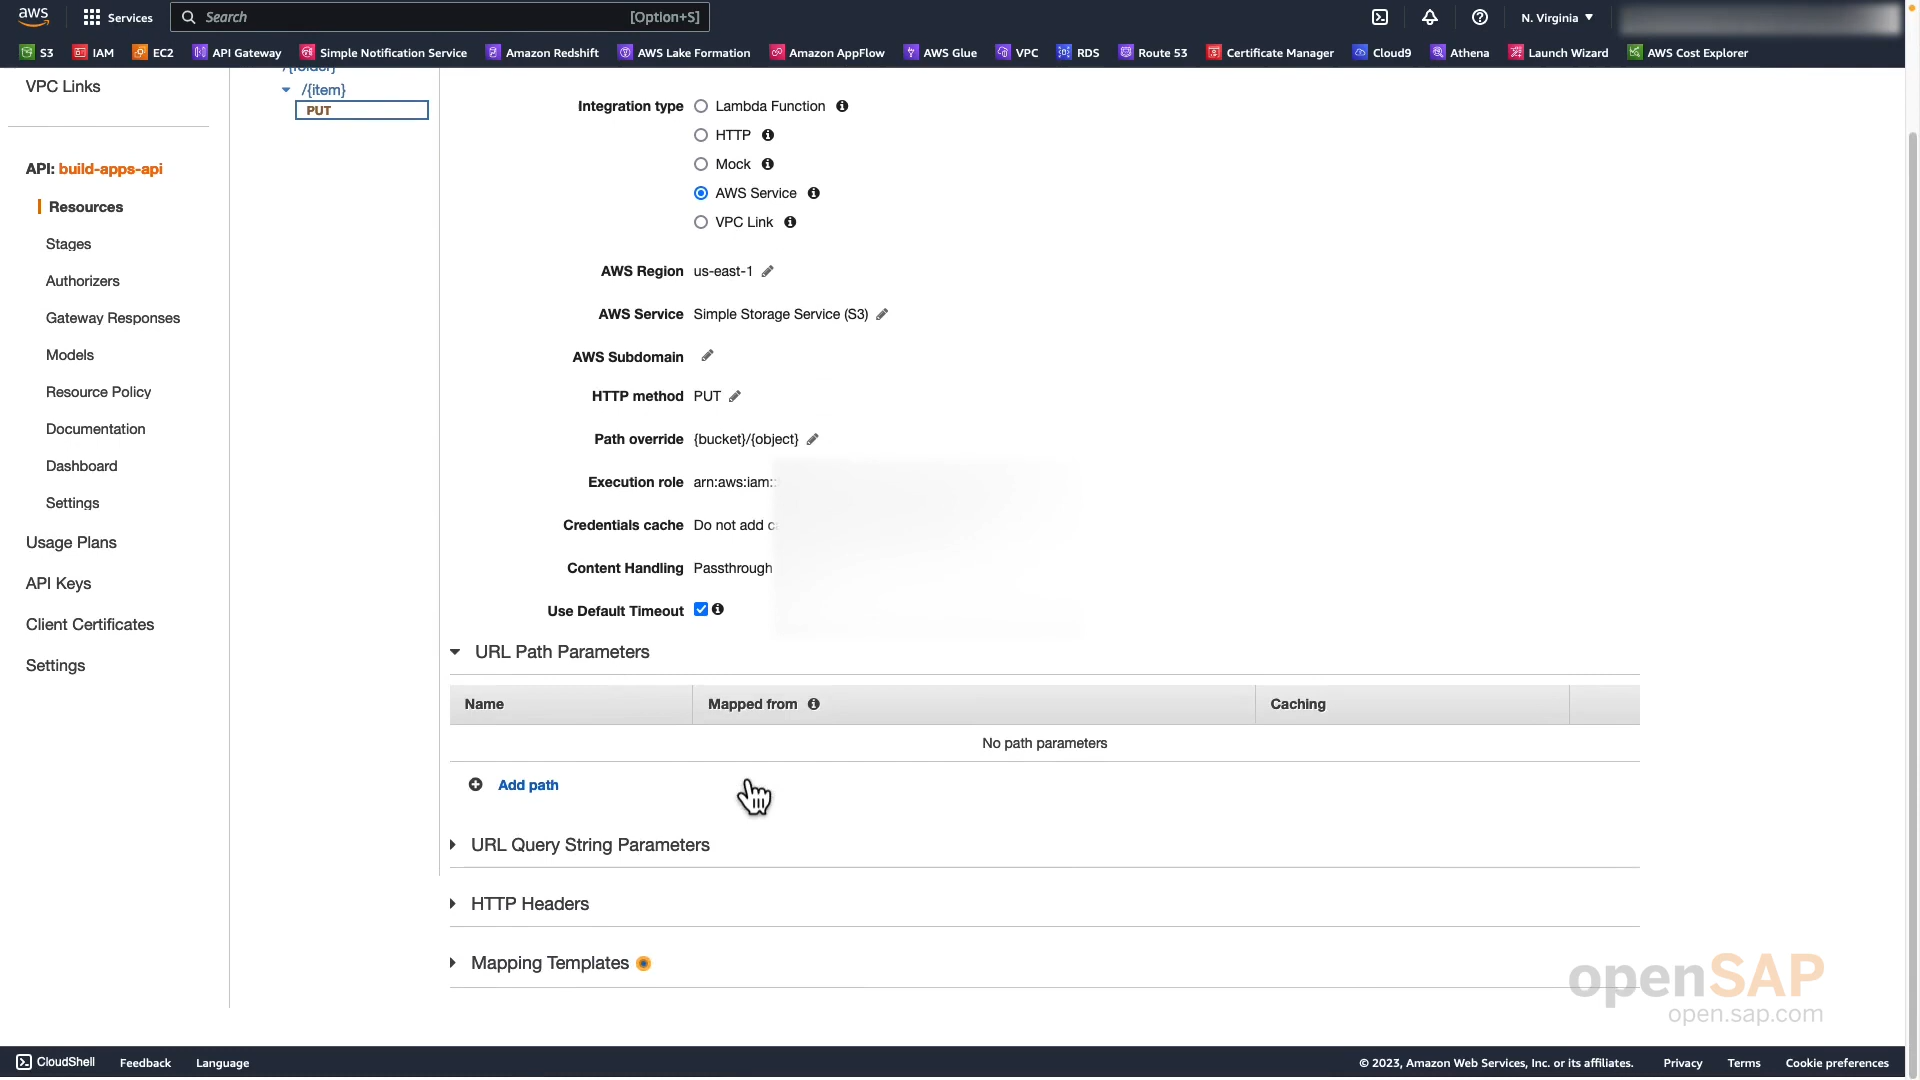 aws
Services
Search
[Option+S]
N. Virginia
S3
IAM
EC2
API Gateway
Simple Notification Service
Amazon Redshift
AWS Lake Formation
Amazon AppFlow
AWS Glue
VPC
RDS
Route 53
Certificate Manager
Cloud9
Athena
Launch Wizard
AWS Cost Explorer
VPC Links
API: build-apps-api
Resources
Stages
Authorizers
Gateway Responses
Models
Resource Policy
Documentation
Dashboard
Settings
Usage Plans
API Keys
Client Certificates
Settings
/{folder}
/{item}
PUT
Integration type
Lambda Function
HTTP
Mock
AWS Service
VPC Link
AWS Region us-east-1
AWS Service Simple Storage Service (S3)
AWS Subdomain
HTTP method PUT
Path override {bucket}/{object}
Execution role arn:aws:iam::
Credentials cache Do not add
Content Handling Passthrough
Use Default Timeout
URL Path Parameters
Name Mapped from Caching
No path parameters
Add path
URL Query String Parameters
HTTP Headers
Mapping Templates
openSAP
open.sap.com
CloudShell
Feedback
Language
© 2023, Amazon Web Services, Inc. or its affiliates.
Privacy
Terms
Cookie preferences